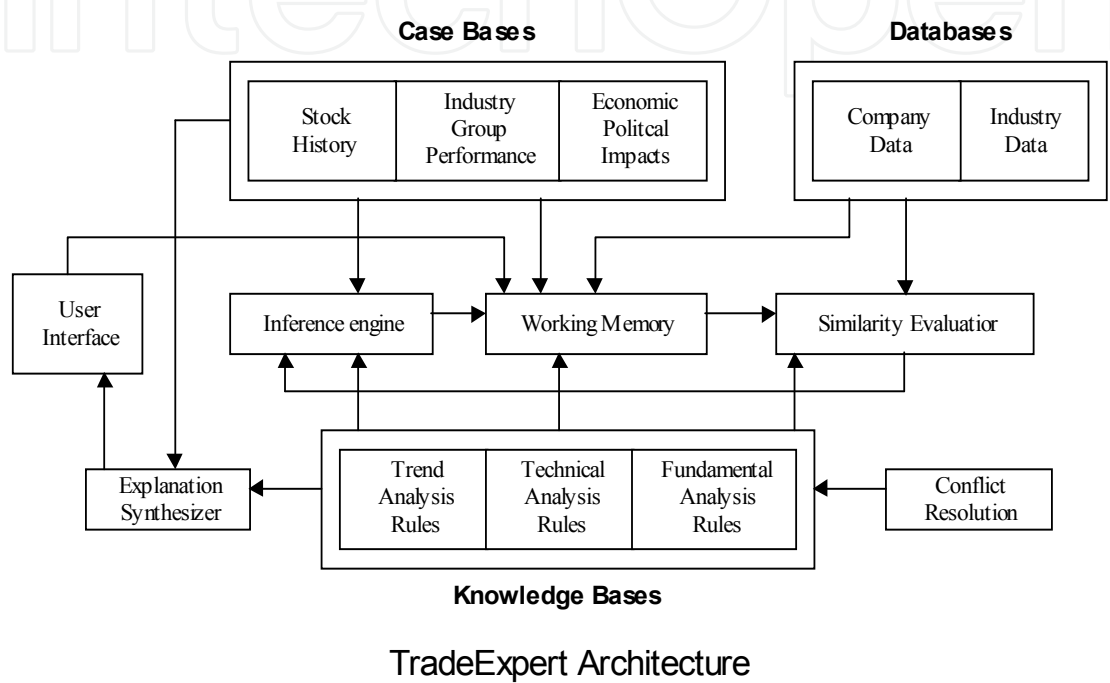 IntechOpen
Case Bases
Databases
Stock
History
Industry
Group
Performance
Economic
Politcal
Impacts
Company
Data
Industry
Data
User
Interface
Inference engine
Working Memory
Similarity Evaluatior
Explanation
Synthesizer
Trend
Analysis
Rules
Technical
Analysis
Rules
Fundamental
Analysis
Rules
Conflict
Resolution
Knowledge Bases
TradeExpert Architecture